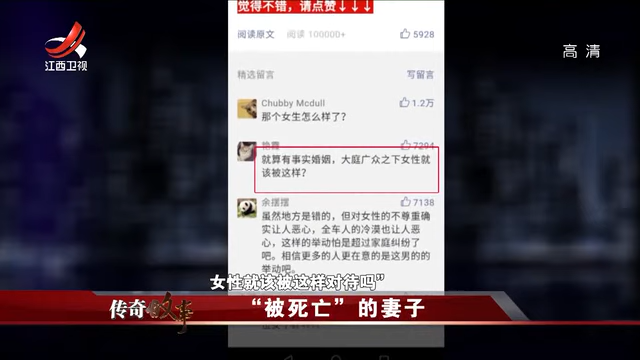 觉得不错，请点赞↓↓↓
阅读原文 阅读 100000+ 5928
江西卫视
高清
精选留言 写留言
Chubby Mcdull 1.2万
那个女生怎么样了？
7294
就算有事实婚姻，大庭广众之下女性就
该被这样？
余摆摆 7138
虽然地方是错的，但对女性的不尊重确
实让人恶心，全车人的冷漠也让人恶
心，这样的举动怕是超过家庭纠纷了
吧。相信更多的人更在意的是这男的的
举动吧。
女性就该被这样对待吗”
传奇故事 “被死亡”的妻子